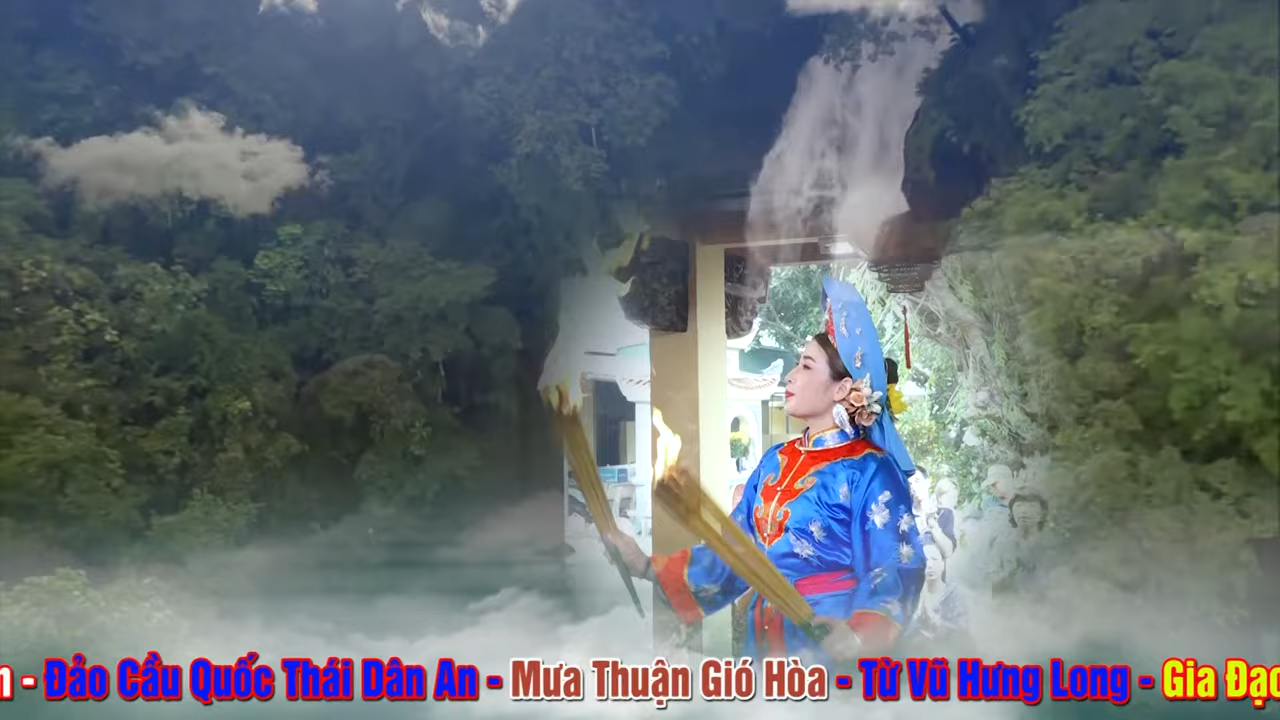 - Đảo Cầu Quốc Thái Dân An - Mưa Thuận Gió Hòa - Từ Vũ Hưng Long - Gia Đạo